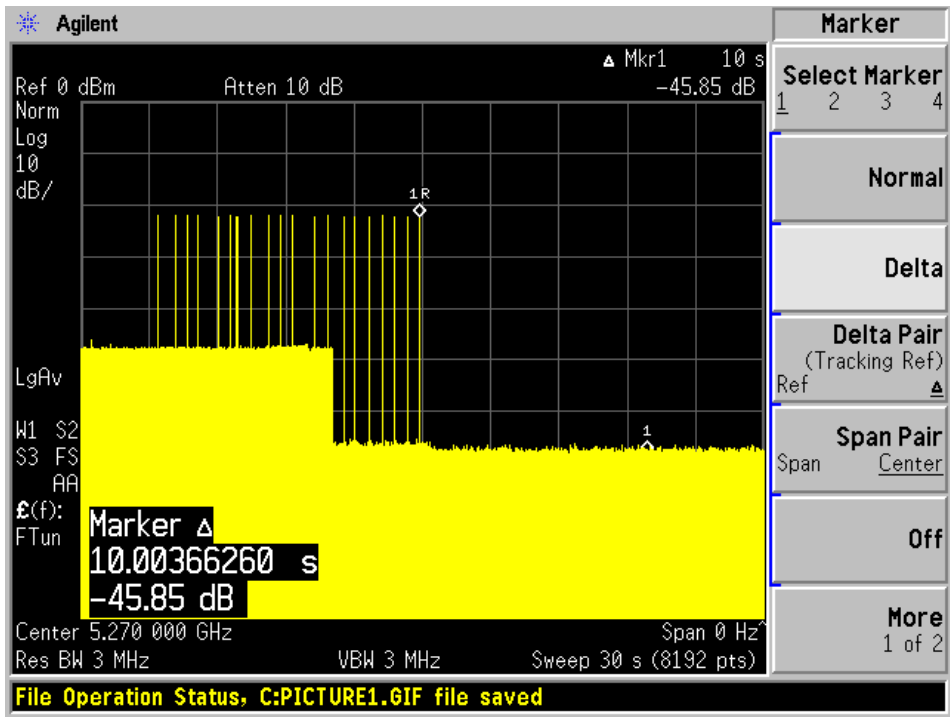 Agilent
Δ Mkr1 10 s
Ref 0 dBm Atten 10 dB -45.85 dB
Norm
Log
10
dB/
1R
LgAv
1
W1 S2
S3 FS
AA
£(f):
FTun
Marker Δ
10.00366260 s
-45.85 dB
Center 5.270 000 GHz Span 0 Hz^
Res BW 3 MHz VBW 3 MHz Sweep 30 s (8192 pts)
File Operation Status, C:PICTURE1.GIF file saved
Marker
Select Marker
1 2 3 4
Normal
Delta
Delta Pair
(Tracking Ref)
Ref Δ
Span Pair
Span Center
Off
More
1 of 2